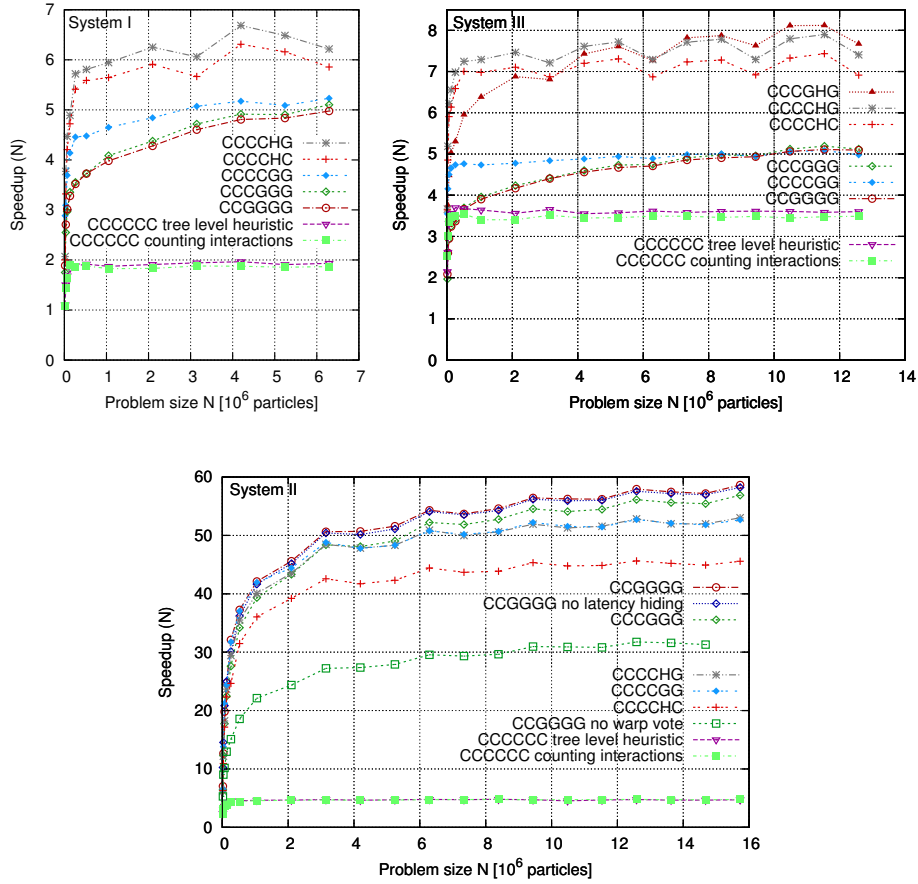 System I
7
6
5
4
3
2
1
0
Speedup (N)
CCCCHG
CCCCHC
CCCCGG
CCCGGG
CCGGGG
CCCCCC tree level heuristic
CCCCCC counting interactions
0 1 2 3 4 5 6 7
Problem size N [10^6 particles]
System III
8
7
6
5
4
3
2
1
0
Speedup (N)
CCCGHG
CCCCHG
CCCCHC
CCCGGG
CCCCGG
CCGGGG
CCCCCC tree level heuristic
CCCCCC counting interactions
0 2 4 6 8 10 12 14
Problem size N [10^6 particles]
System II
60
50
40
30
20
10
0
Speedup (N)
CCGGGG
CCGGGG no latency hiding
CCCGGG
CCCCHG
CCCCGG
CCCCHC
CCGGGG no warp vote
CCCCCC tree level heuristic
CCCCCC counting interactions
0 2 4 6 8 10 12 14 16
Problem size N [10^6 particles]